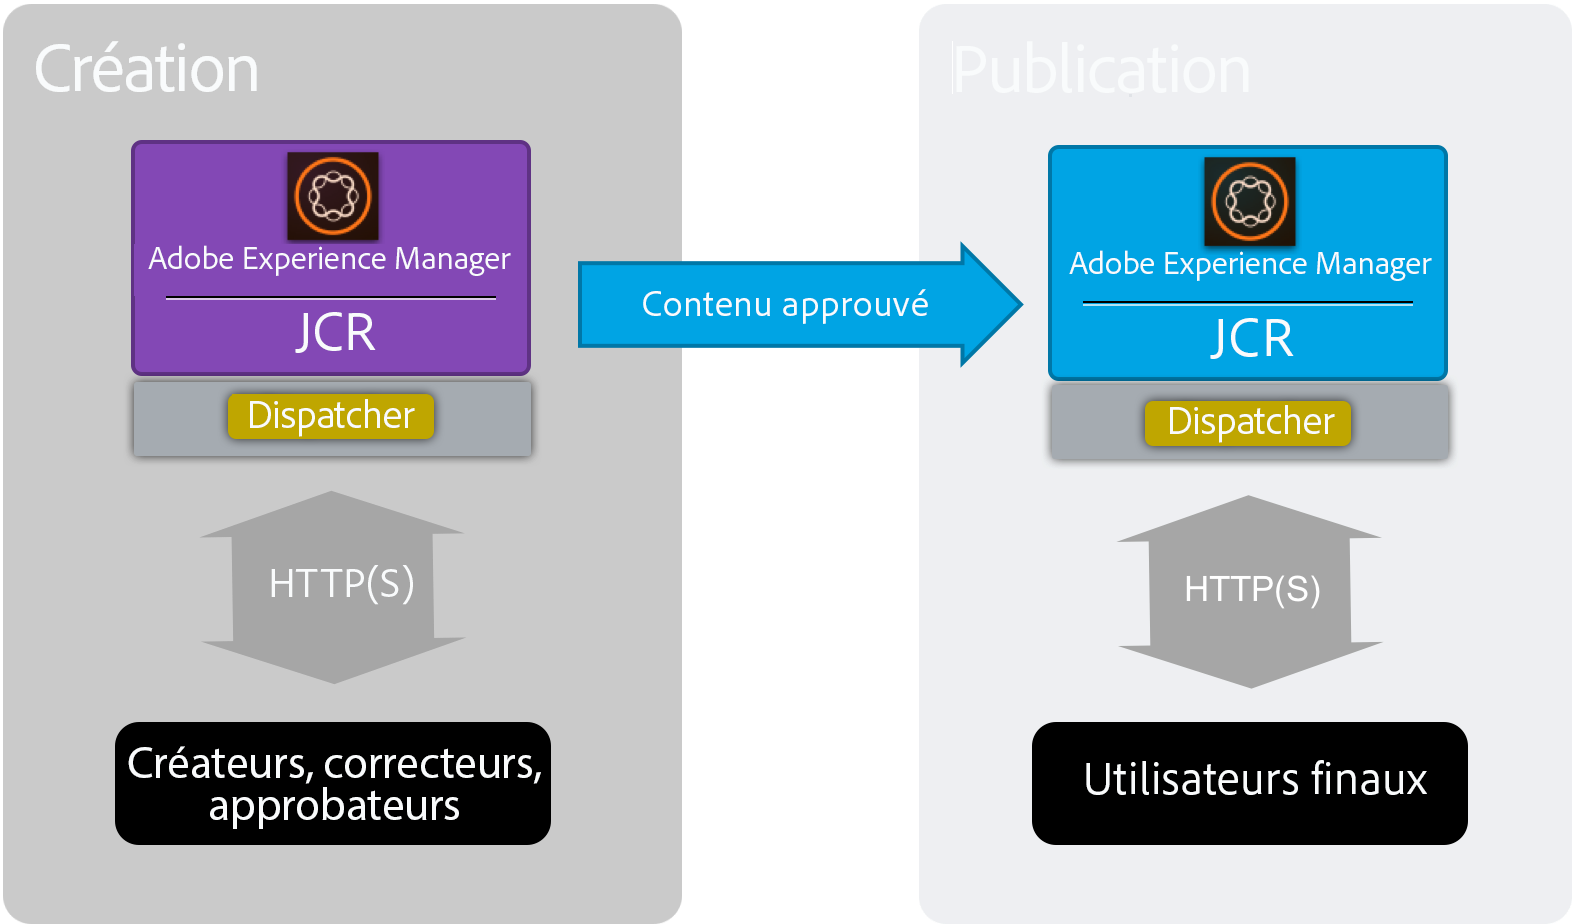 Création
Adobe Experience Manager
JCR
Dispatcher
HTTP(S)
Créateurs, correcteurs,
approbateurs
Contenu approuvé
Publication
Adobe Experience Manager
JCR
Dispatcher
HTTP(S)
Utilisateurs finaux